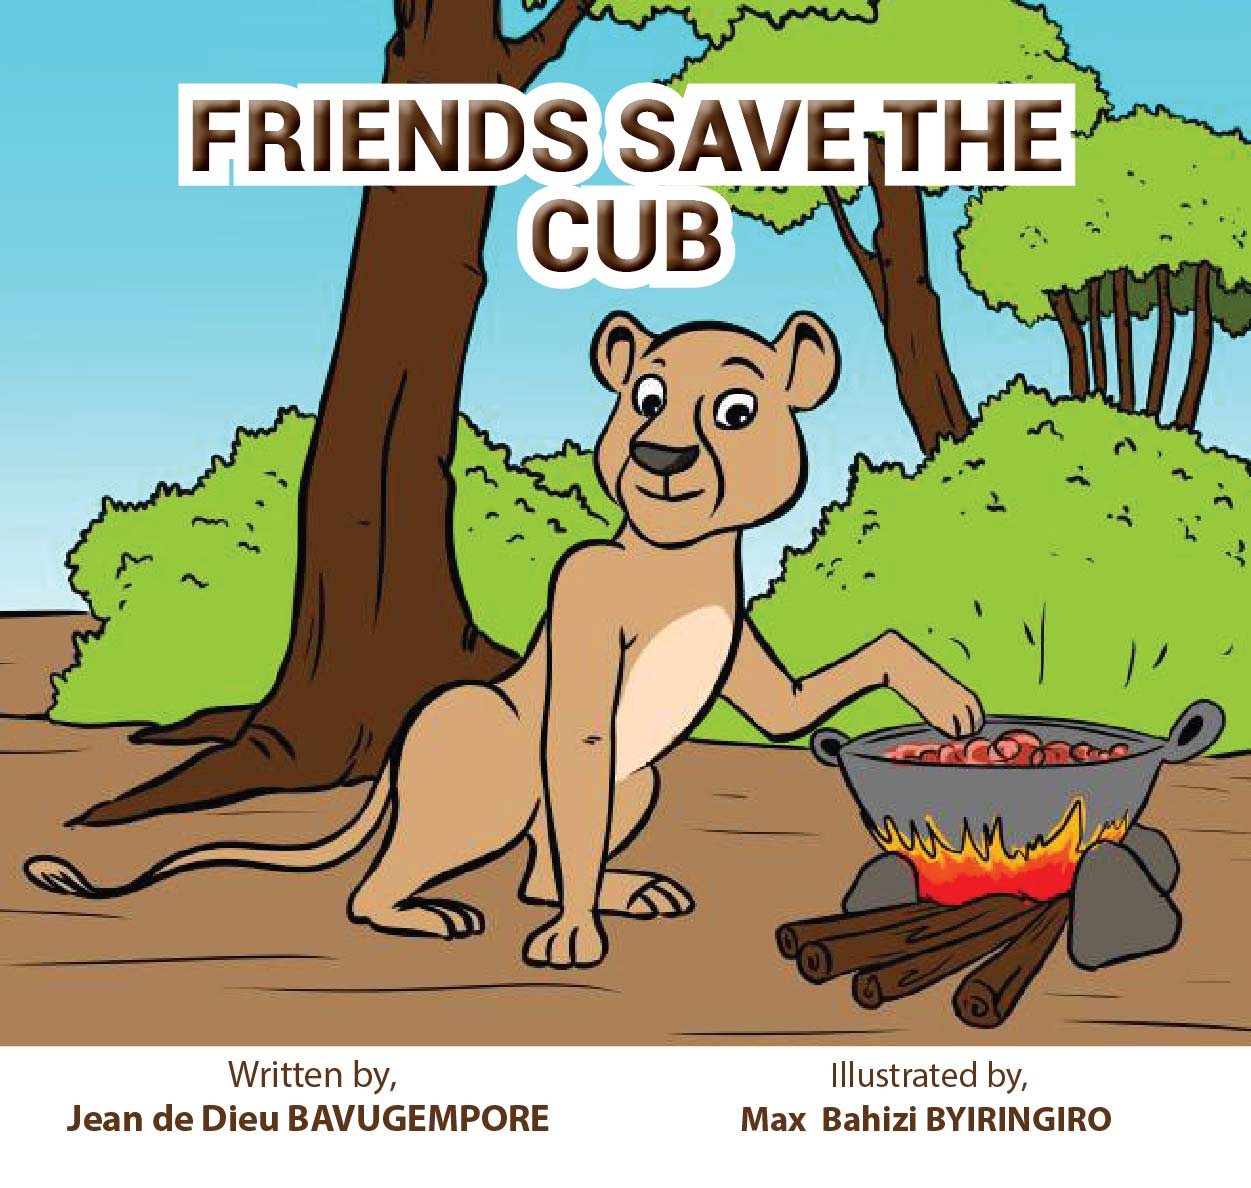 FRIENDS SAVE THE
CUB
Written by,
Jean de Dieu BAVUGEMPORE
Illustrated by,
Max Bahizi BYIRINGIRO